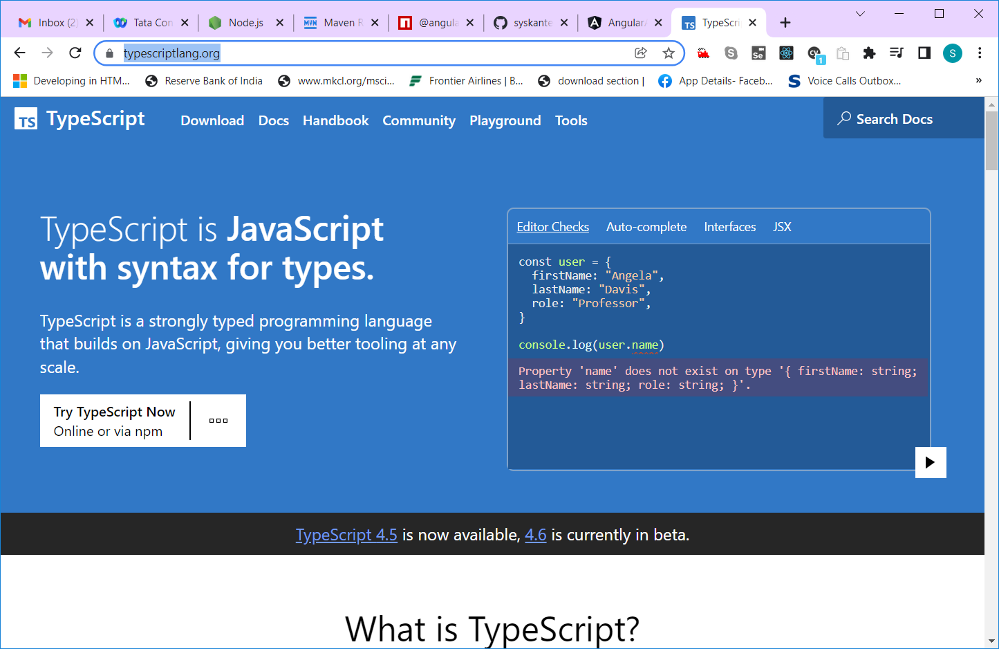 Inbox (2)
Tata Con
Node.js
Maven R
@angula
syskante
Angular
TypeScri
typescriptlang.org
Se
cy
1
S
Developing in HTM...
Reserve Bank of India
www.mkcl.org/msci...
Frontier Airlines | B...
download section |
App Details- Faceb...
Voice Calls Outbox...
»
TS TypeScript
Download
Docs
Handbook
Community
Playground
Tools
Search Docs
TypeScript is JavaScript
with syntax for types.
TypeScript is a strongly typed programming language
that builds on JavaScript, giving you better tooling at any
scale.
Try TypeScript Now
Online or via npm
Editor Checks
Auto-complete
Interfaces
JSX
const user = {
firstName: "Angela",
lastName: "Davis",
role: "Professor",
}
console.log(user.name)
Property 'name' does not exist on type '{ firstName: string;
lastName: string; role: string; }'.
TypeScript 4.5 is now available, 4.6 is currently in beta.
What is TypeScript?